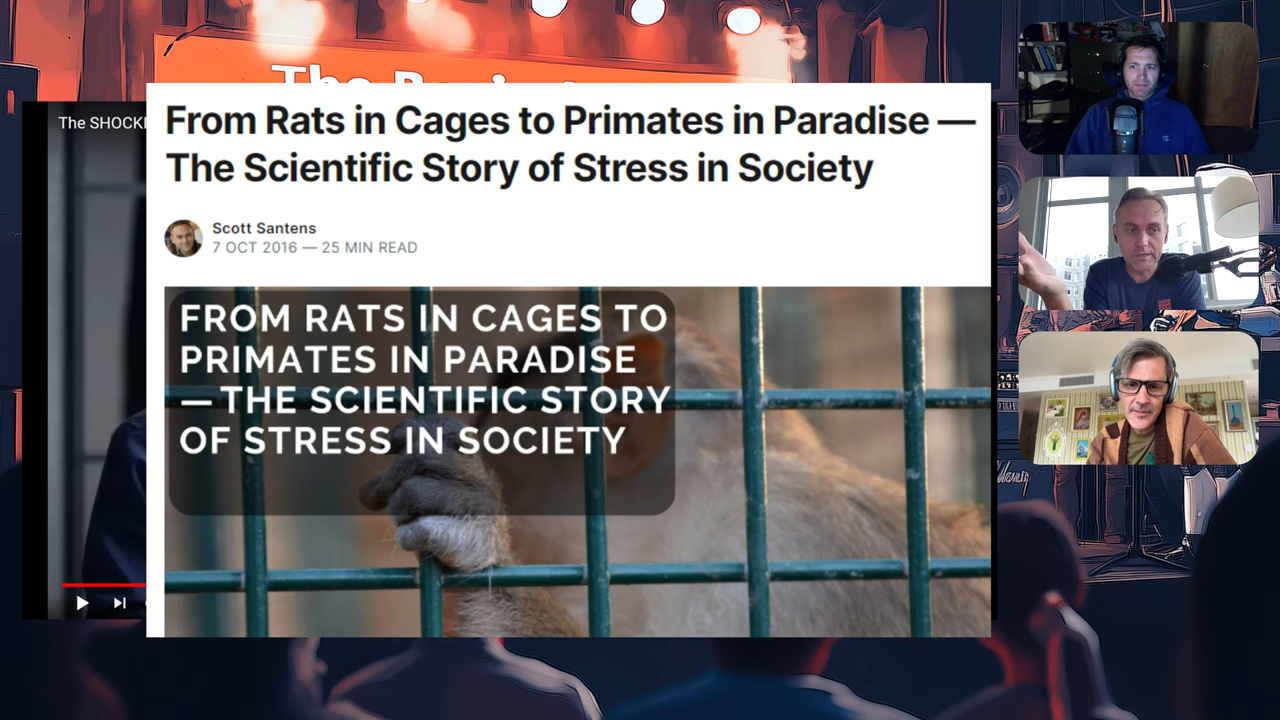 The
The SHOCKI
From Rats in Cages to Primates in Paradise —
The Scientific Story of Stress in Society
Scott Santens
7 OCT 2016 — 25 MIN READ
FROM RATS IN CAGES TO
PRIMATES IN PARADISE
—THE SCIENTIFIC STORY
OF STRESS IN SOCIETY